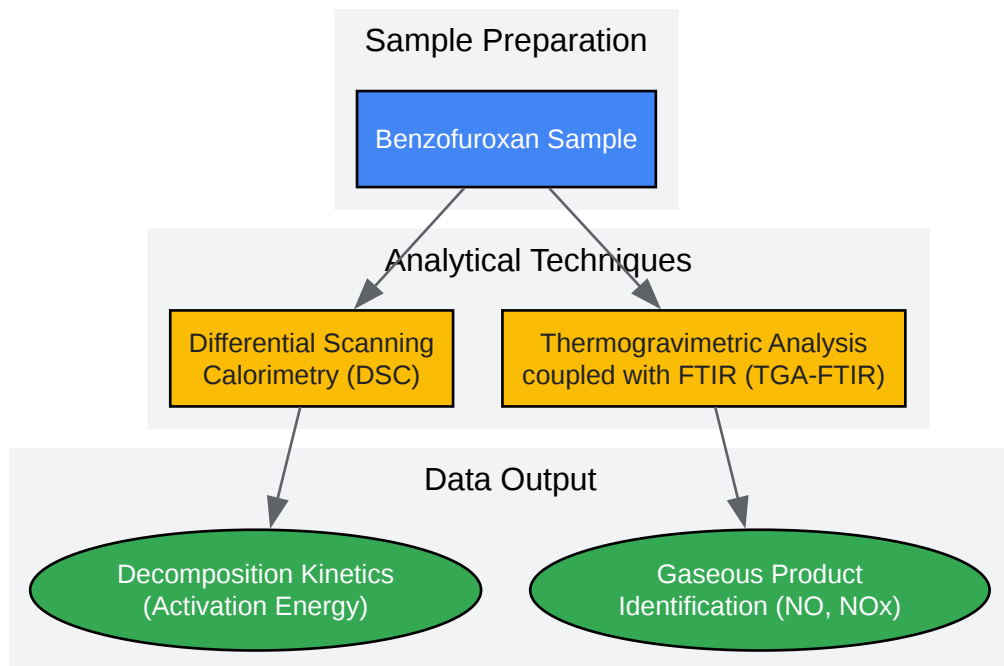 Sample Preparation
Benzofuroxan Sample
Analytical Techniques
Differential Scanning
Calorimetry (DSC)
Thermogravimetric Analysis
coupled with FTIR (TGA-FTIR)
Data Output
Decomposition Kinetics
(Activation Energy)
Gaseous Product
Identification (NO, NOx)